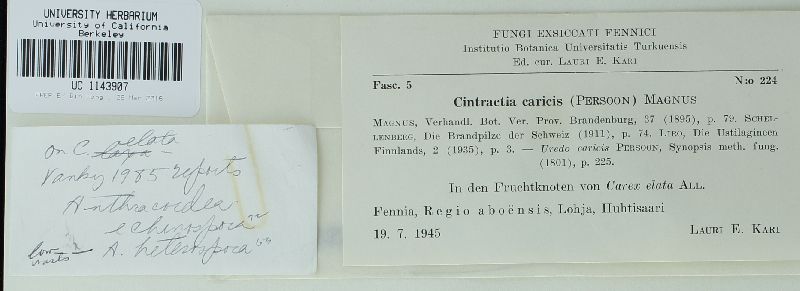 UNIVERSITY HERBARIUM
University of California
Berkeley
UC 1143907
FUNGI EXSICCATI FENNICI
Institutio Botanica Universitatis Turkuensis
Ed. cur. LAURI E. KARI
Fasc. 5 N:o 224
Cintractia caricis (PERSOON) MAGNUS
MAGNUS, Verhandl. Bot. Ver. Prov. Brandenburg, 37 (1895), p. 79. SCHEL-
LENBERG, Die Brandpilze der Schweiz (1911), p. 74. LIRO, Die Ustilagineen
Finnlands, 2 (1935), p. 3. — Uredo caricis PERSOON, Synopsis meth. fung.
(1801), p. 225.
In den Fruchtknoten von Carex elata ALL.
Fennia, Regio aboënsis, Lohja, Huhtisaari
19. 7. 1945 LAURI E. KARI
on C. elata
Vanky 1985 reports
Anthracoidea
echinospora
A. heterospora